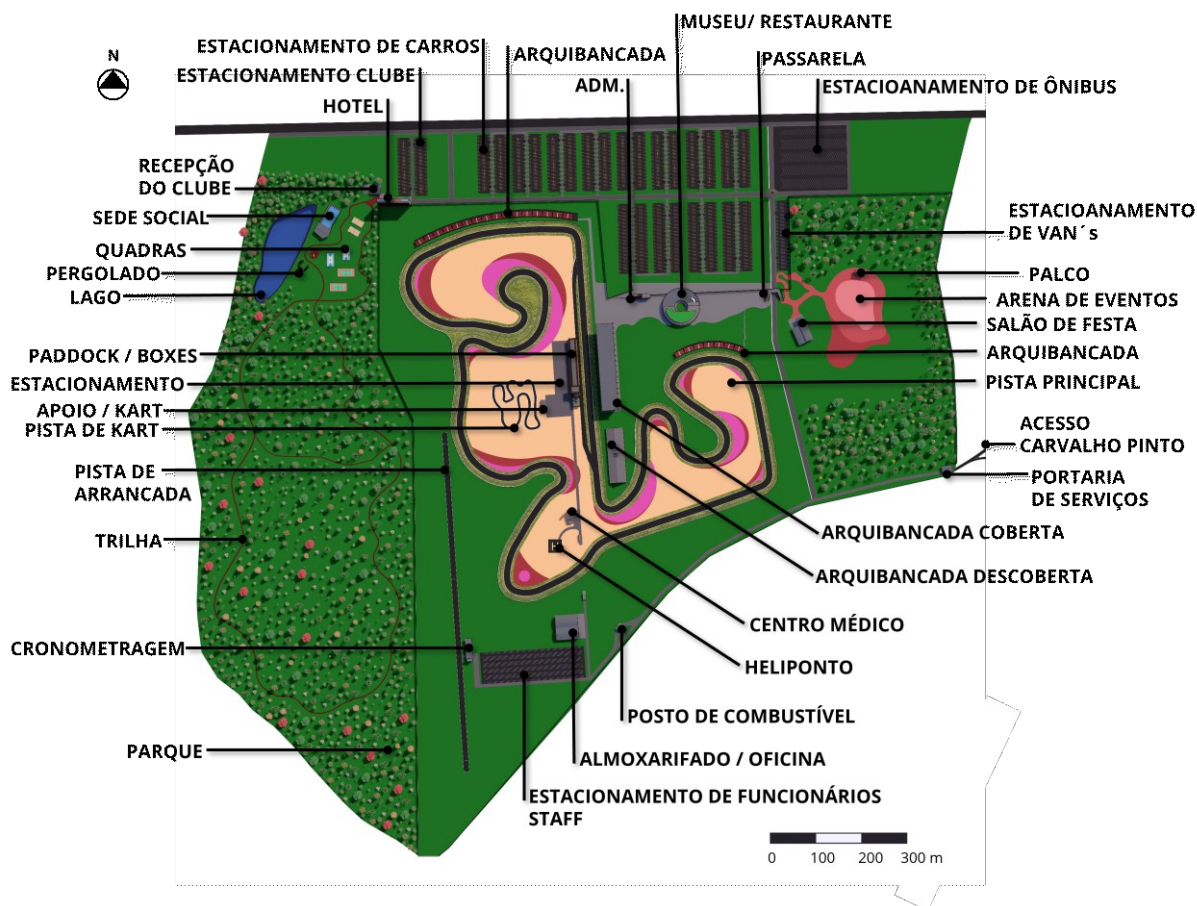 MUSEU/ RESTAURANTE
N
ESTACIONAMENTO DE CARROS
ARQUIBANCADA
PASSARELA
ESTACIONAMENTO CLUBE
ADM.
ESTACIOANAMENTO DE ÔNIBUS
HOTEL
RECEPÇÃO
DO CLUBE
SEDE SOCIAL
ESTACIOANAMENTO
DE VAN´s
QUADRAS
PERGOLADO
PALCO
LAGO
ARENA DE EVENTOS
SALÃO DE FESTA
PADDOCK / BOXES
ARQUIBANCADA
ESTACIONAMENTO
PISTA PRINCIPAL
APOIO / KART
PISTA DE KART
ACESSO
CARVALHO PINTO
PISTA DE
ARRANCADA
PORTARIA
DE SERVIÇOS
TRILHA
ARQUIBANCADA COBERTA
ARQUIBANCADA DESCOBERTA
CENTRO MÉDICO
CRONOMETRAGEM
HELIPONTO
POSTO DE COMBUSTÍVEL
PARQUE
ALMOXARIFADO / OFICINA
ESTACIONAMENTO DE FUNCIONÁRIOS
STAFF
0 100 200 300 m
H